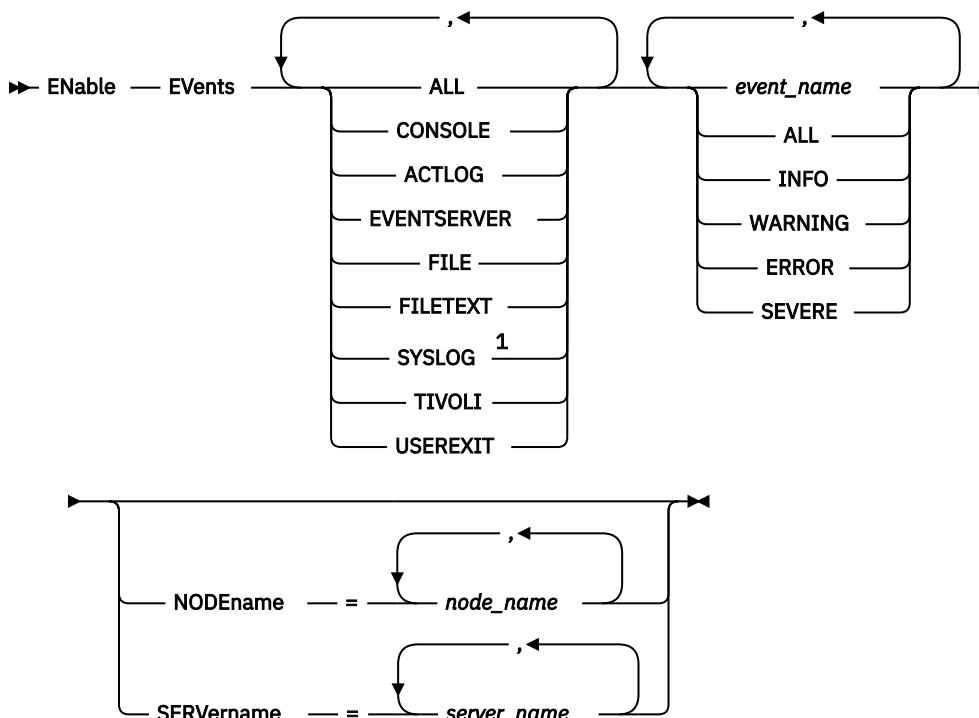 , ,
ENable EVents ALL event_name
CONSOLE ALL
ACTLOG INFO
EVENTSERVER WARNING
FILE ERROR
FILETEXT SEVERE
SYSLOG 1
TIVOLI
USEREXIT
,
NODEname = node_name
,
SERVername = server_name